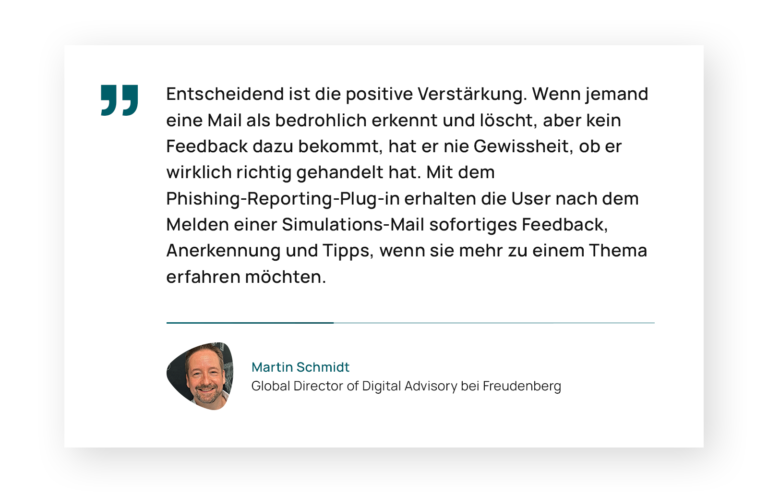 Entscheidend ist die positive Verstärkung. Wenn jemand
eine Mail als bedrohlich erkennt und löscht, aber kein
Feedback dazu bekommt, hat er nie Gewissheit, ob er
wirklich richtig gehandelt hat. Mit dem
Phishing-Reporting-Plug-in erhalten die User nach dem
Melden einer Simulations-Mail sofortiges Feedback,
Anerkennung und Tipps, wenn sie mehr zu einem Thema
erfahren möchten.
Martin Schmidt
Global Director of Digital Advisory bei Freudenberg